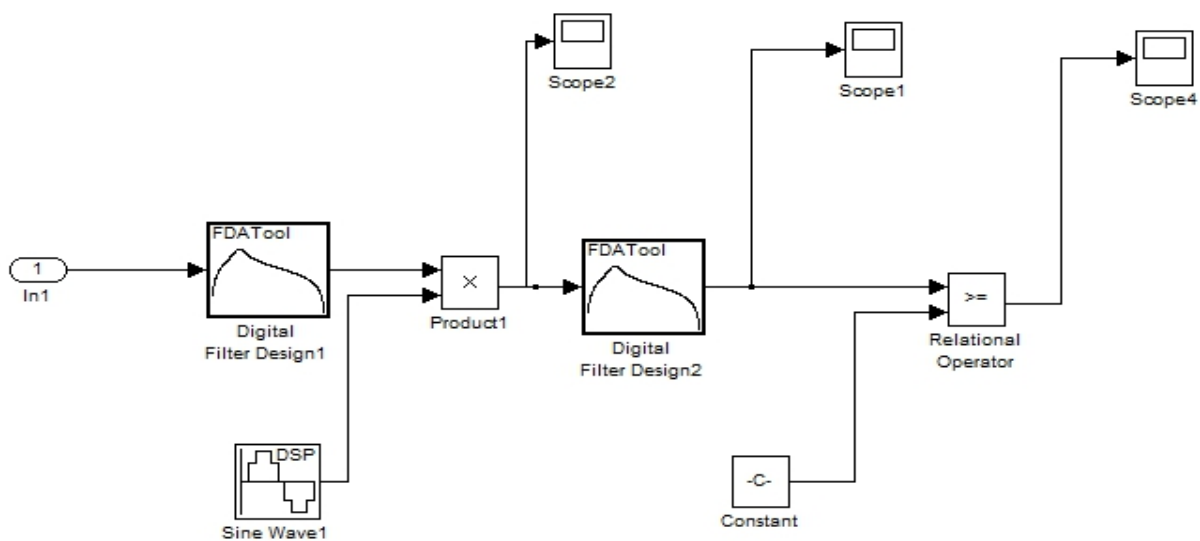 Scope2
Scope1
Scope4
FDATool
FDATool
1
In1
×
>=
Product1
Digital
Filter Design1
Digital
Filter Design2
Relational
Operator
DSP
-C-
Sine Wave1
Constant